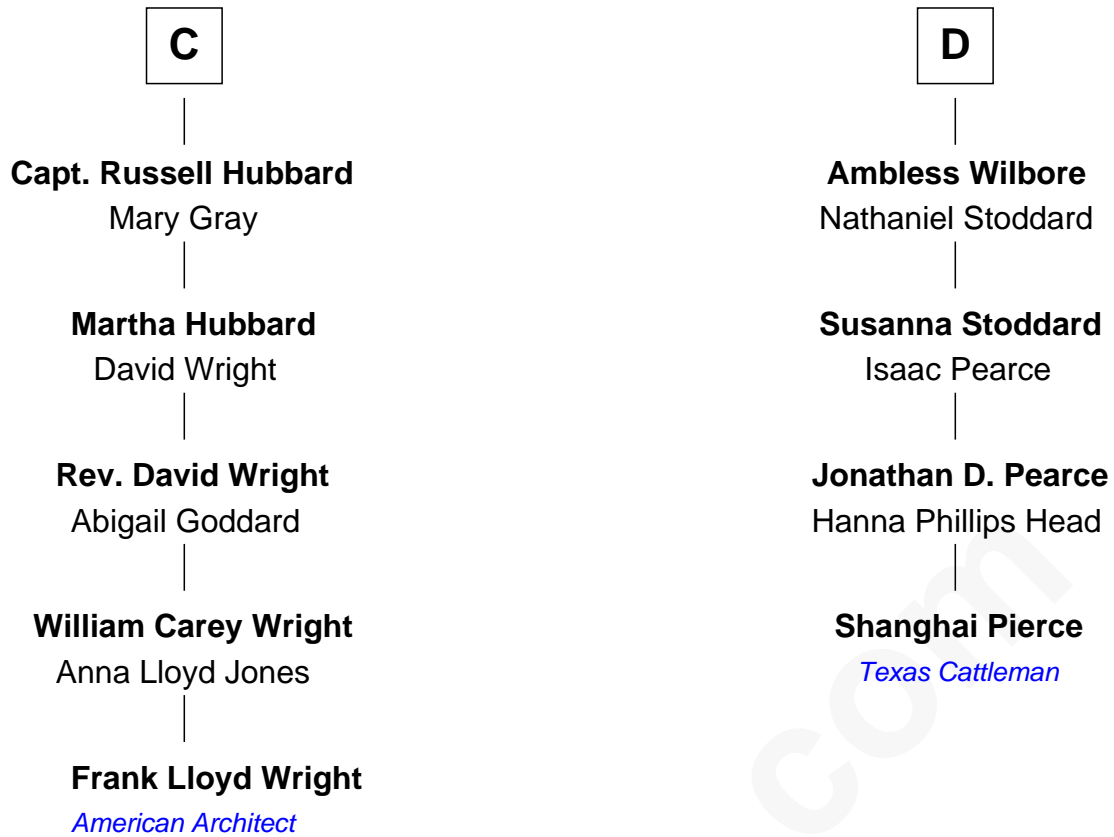 C
Capt. Russell Hubbard
Mary Gray
Martha Hubbard
David Wright
Rev. David Wright
Abigail Goddard
William Carey Wright
Anna Lloyd Jones
Frank Lloyd Wright
American Architect
D
Ambless Wilbore
Nathaniel Stoddard
Susanna Stoddard
Isaac Pearce
Jonathan D. Pearce
Hanna Phillips Head
Shanghai Pierce
Texas Cattleman
com